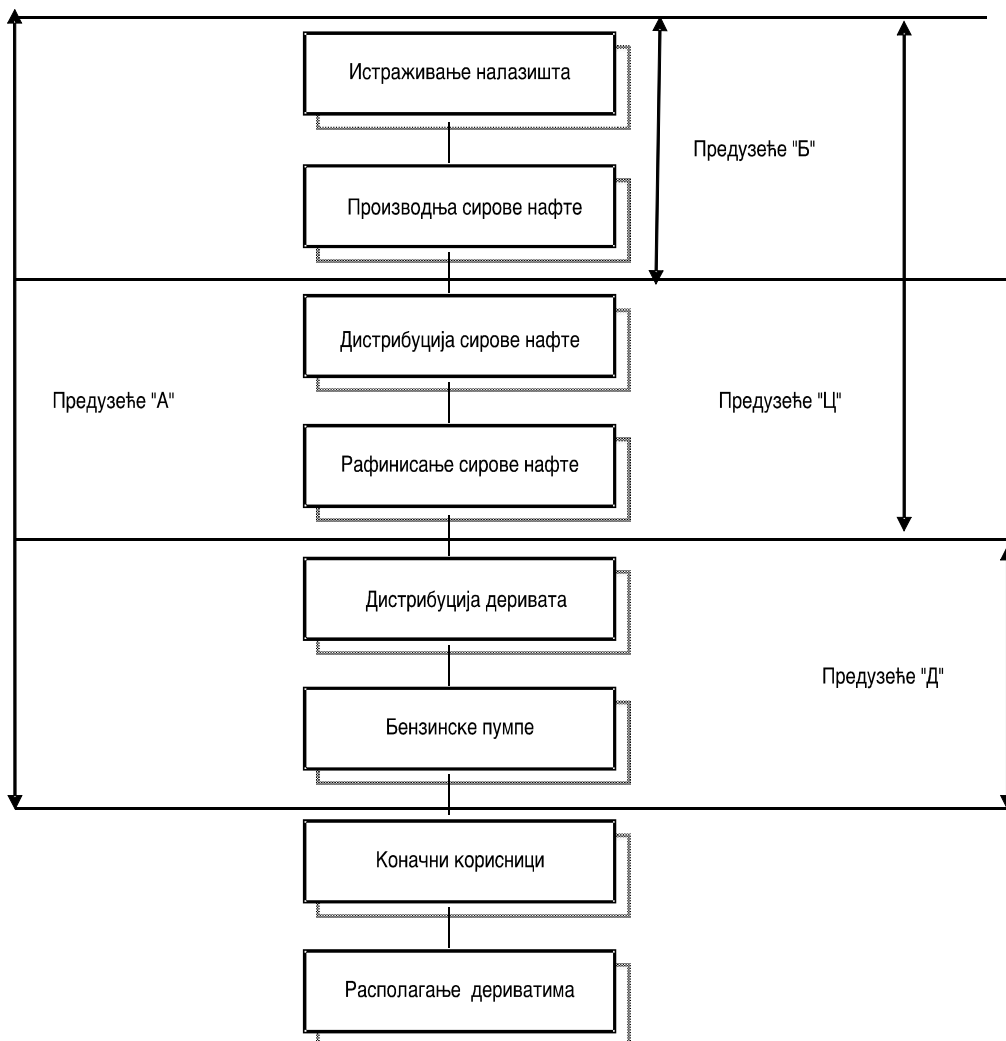 Истраживање налазишта
Предузеће "Б"
Производња сирове нафте
Дистрибуција сирове нафте
Предузеће "А"
Предузеће "Ц"
Рафинисање сирове нафте
Дистрибуција деривата
Предузеће "Д"
Бензинске пумпе
Коначни корисници
Располагање дериватима